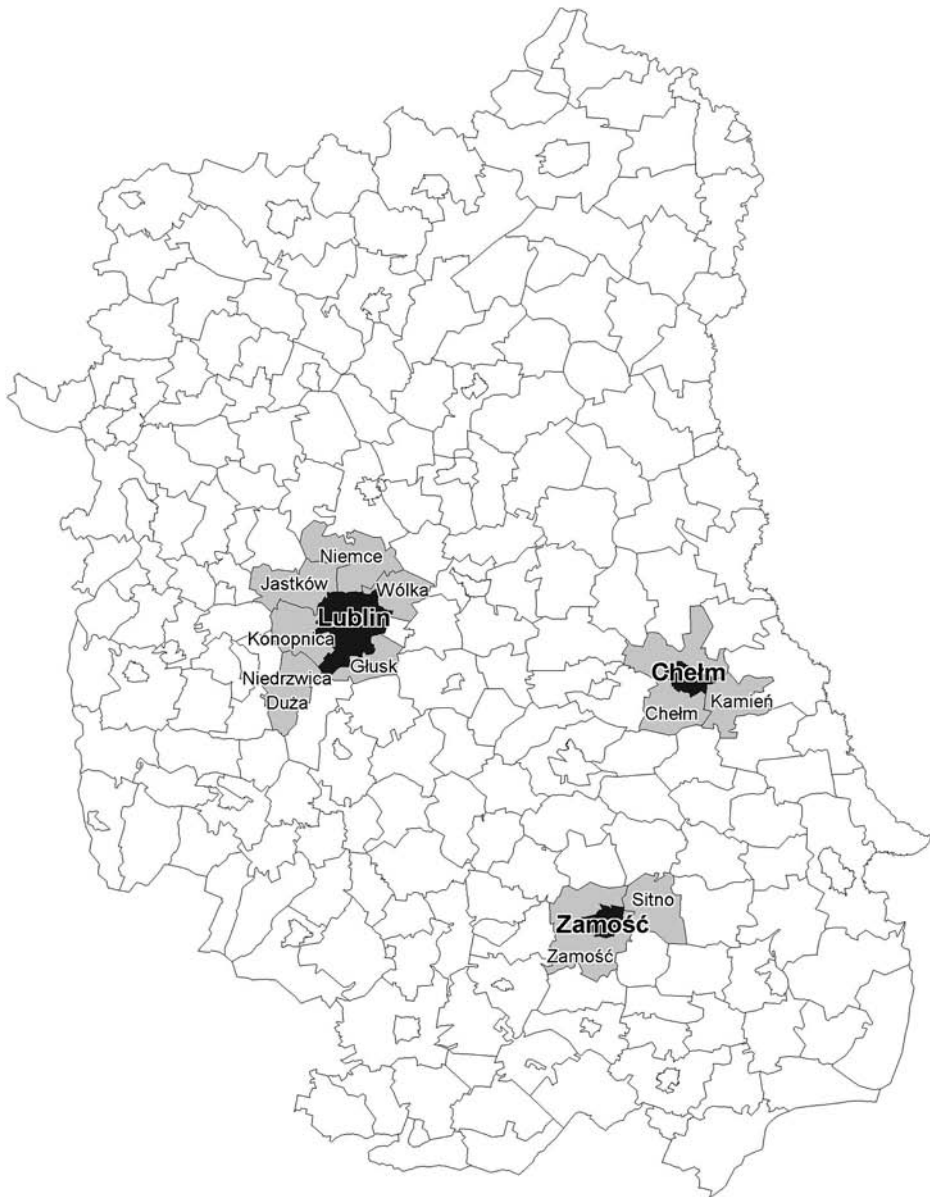 Niemce
Jastków
Wólka
Lublin
Konopnica
Głusk
Niedrzwica
Duża
Chełm
Kamień
Chełm
Sitno
Zamość
Zamość